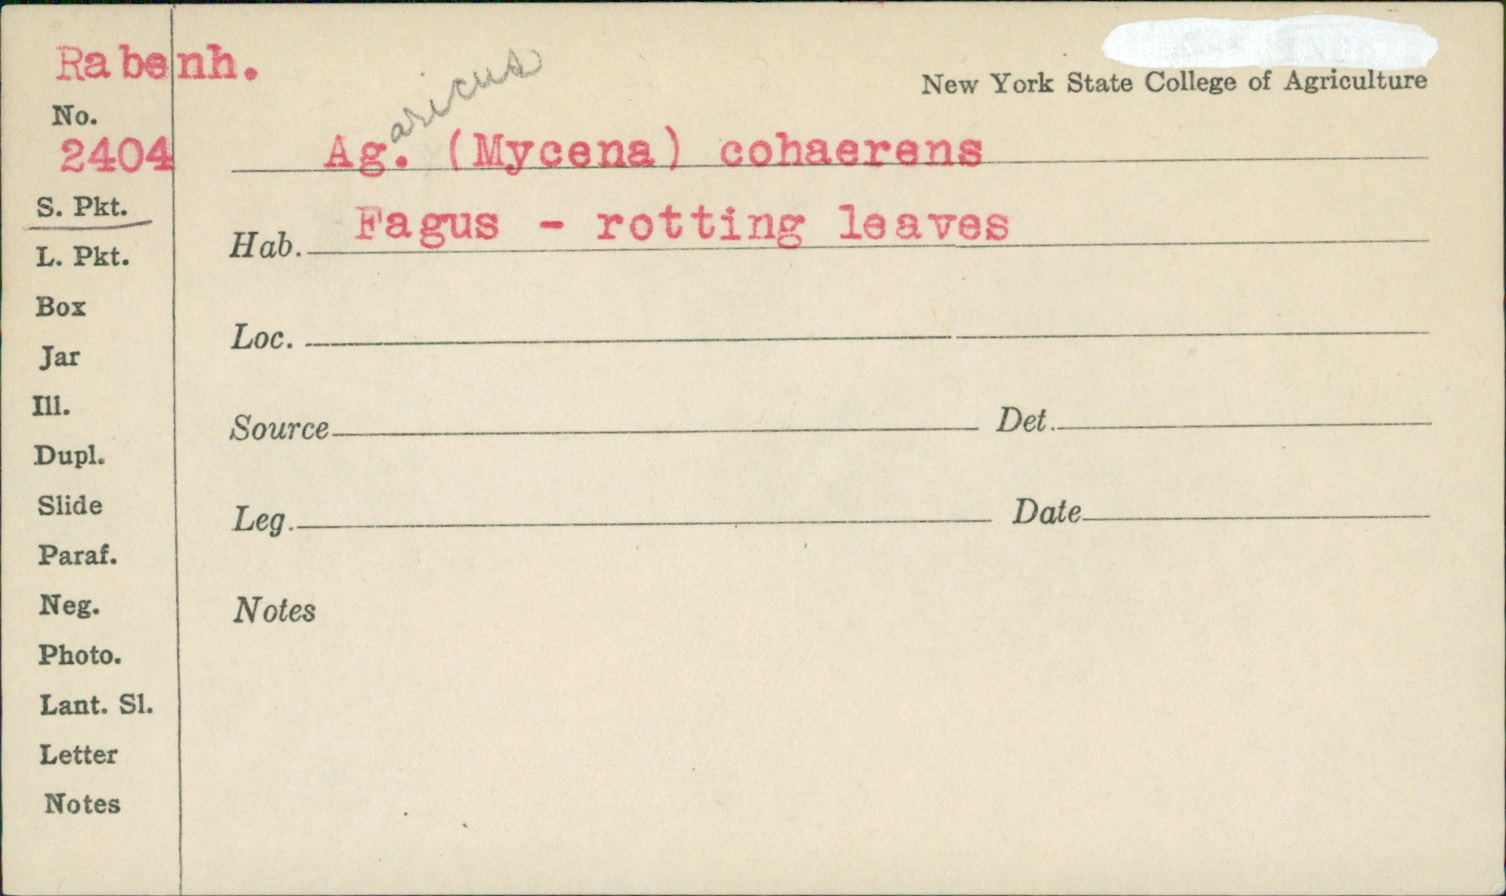 Rabenh.
New York State College of Agriculture
No.
2404
aricus
Ag. (Mycena) cohaerens
S. Pkt.
Hab. Fagus - rotting leaves
L. Pkt.
Box
Loc.
Jar
Ill.
Source Det.
Dupl.
Slide
Leg. Date
Paraf.
Neg.
Notes
Photo.
Lant. Sl.
Letter
Notes